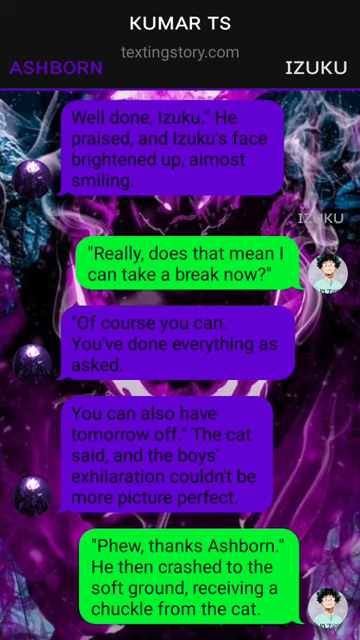 KUMAR TS
textingstory.com
ASHBORN
IZUKU
Well done, Izuku." He
praised, and Izuku's face
brightened up, almost
smiling.
IZUKU
"Really, does that mean I
can take a break now?"
"Of course you can.
You've done everything as
asked.
You can also have
tomorrow off." The cat
said, and the boys'
exhilaration couldn't be
more picture perfect.
"Phew, thanks Ashborn."
He then crashed to the
soft ground, receiving a
chuckle from the cat.